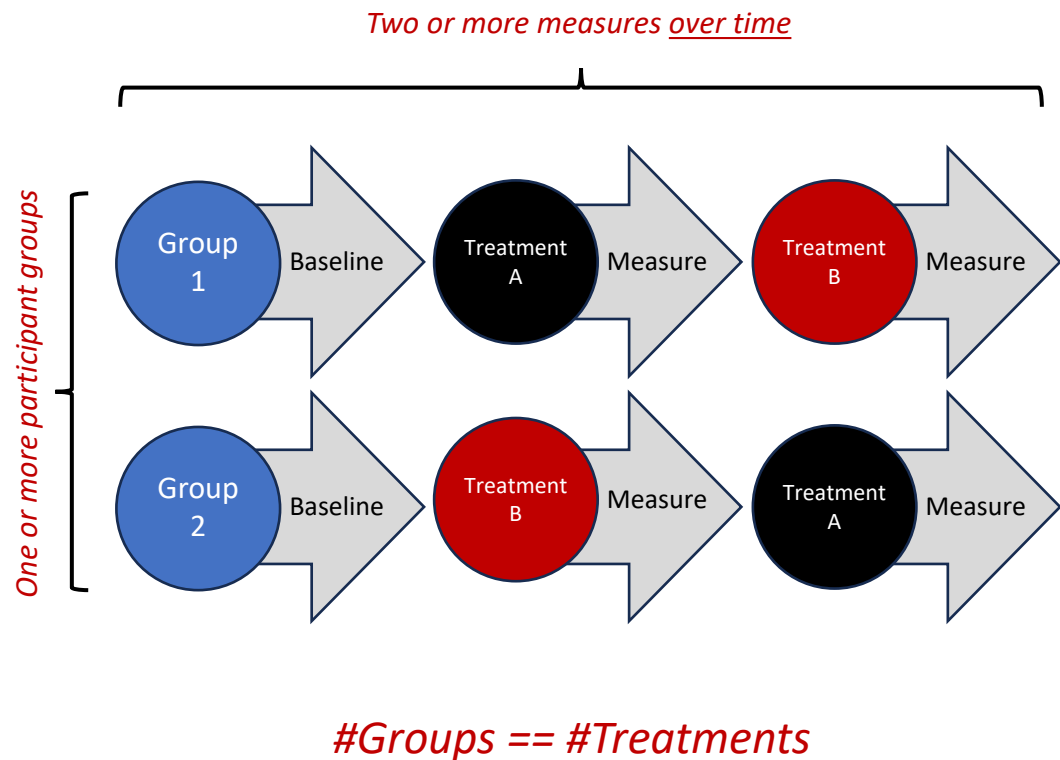 Two or more measures over time
One or more participant groups
Group
1
Baseline
Treatment
A
Measure
Treatment
B
Measure
Group
2
Baseline
Treatment
B
Measure
Treatment
A
Measure
#Groups == #Treatments